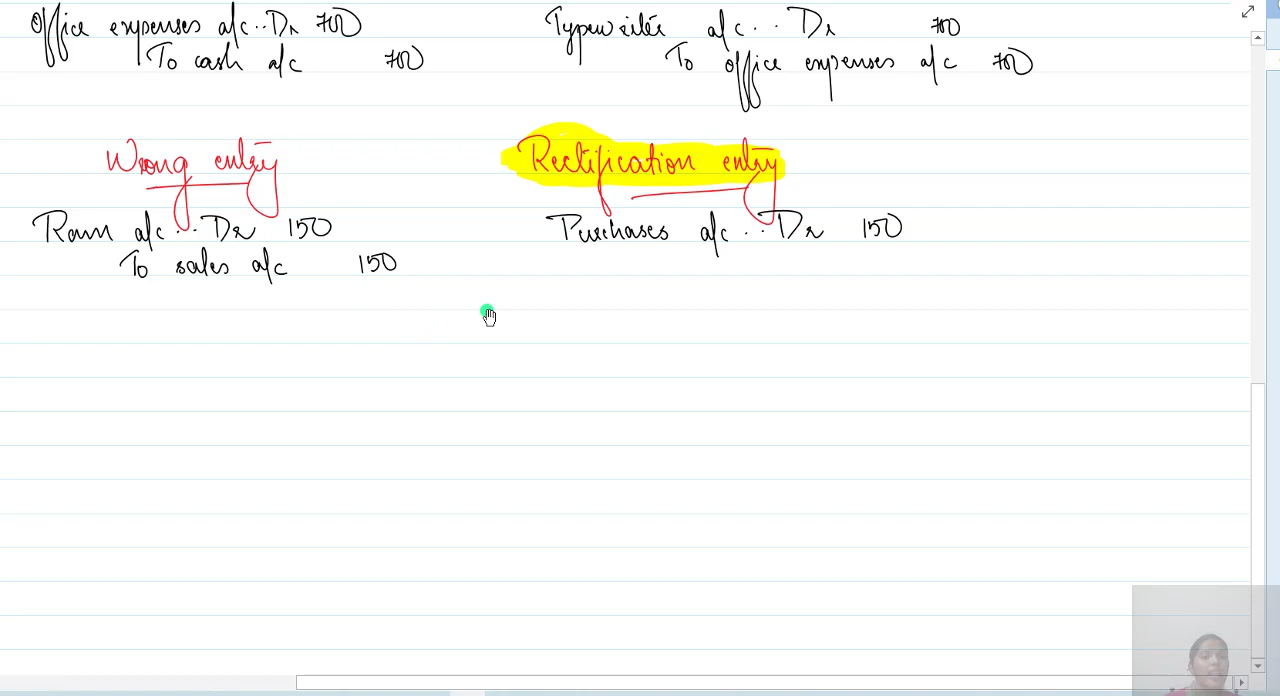 Office expenses a/c..Dr 700
To cash a/c 700
Typewriter a/c... Dr 700
To office expenses a/c 700
Wrong entry
Ram a/c... Dr 150
To sales a/c 150
Rectification entry
Purchases a/c...Dr 150